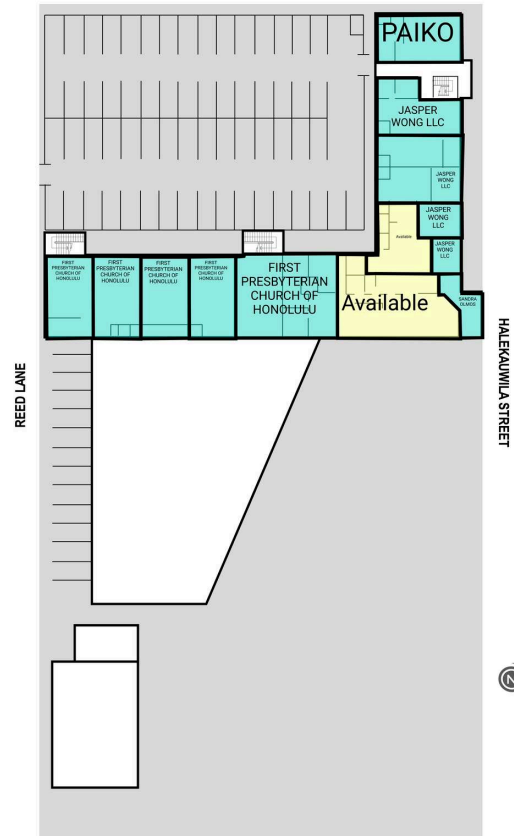 PAIKO
JASPER
WONG LLC
JASPER
WONG
LLC
JASPER
WONG LLC
Available
JASPER
WONG
LLC
FIRST
PRESBYTERIAN
CHURCH OF
HONOLULU
FIRST
PRESBYTERIAN
CHURCH OF
HONOLULU
FIRST
PRESBYTERIAN
CHURCH OF
HONOLULU
FIRST
PRESBYTERIAN
CHURCH OF
HONOLULU
FIRST
PRESBYTERIAN
CHURCH OF
HONOLULU
Available
SANDRA
OLMOS
REED LANE
HALEKAUWILA STREET
N